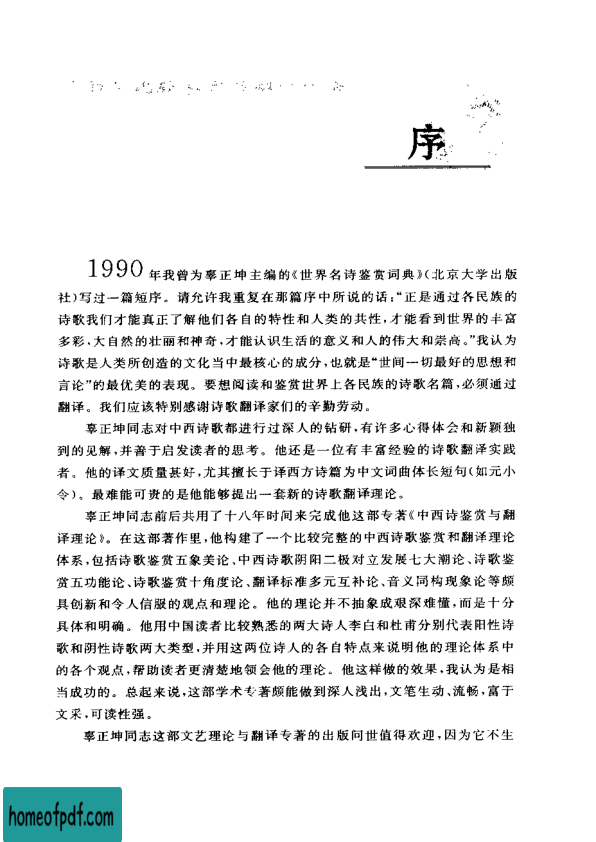 序
1990年我曾为辜正坤主编的《世界名诗鉴赏词典》(北京大学出版
社)写过一篇短序。请允许我重复在那篇序中所说的话:“正是通过各民族的
诗歌我们才能真正了解他们各自的特性和人类的共性,才能看到世界的丰富
多彩,大自然的壮丽和神奇,才能认识生活的意义和人的伟大和崇高。”我认为
诗歌是人类所创造的文化当中最核心的成分,也就是“世间一切最好的思想和
言论”的最优美的表现。要想阅读和鉴赏世界上各民族的诗歌名篇,必须通过
翻译。我们应该特别感谢诗歌翻译家们的辛勤劳动。
辜正坤同志对中西诗歌都进行过深入的钻研,有许多心得体会和新颖独
到的见解,并善于启发读者的思考。他还是一位有丰富经验的诗歌翻译实践
者。他的译文质量甚好,尤其擅长于译西方诗篇为中文词曲体长短句(如元小
令)。最难能可贵的是他能够提出一套新的诗歌翻译理论。
辜正坤同志前后共用了十八年时间来完成他这部专著《中西诗鉴赏与翻
译理论》。在这部著作里,他构建了一个比较完整的中西诗歌鉴赏和翻译理论
体系,包括诗歌鉴赏五象美论、中西诗歌阴阳二极对立发展七大潮论、诗歌鉴
赏五功能论、诗歌鉴赏十角度论、翻译标准多元互补论、音义同构现象论等颇
具创新和令人信服的观点和理论。他的理论并不抽象或艰深难懂,而是十分
具体和明确。他用中国读者比较熟悉的两大诗人李白和杜甫分别代表阳性诗
歌和阴性诗歌两大类型,并用这两位诗人的各自特点来说明他的理论体系中
的各个观点,帮助读者更清楚地领会他的理论。他这样做的效果,我认为是相
当成功的。总起来说,这部学术专著颇能做到深入浅出,文笔生动、流畅,富于
文采,可读性强。
辜正坤同志这部文艺理论与翻译专著的出版问世值得欢迎,因为它不生
homeofpdf.com